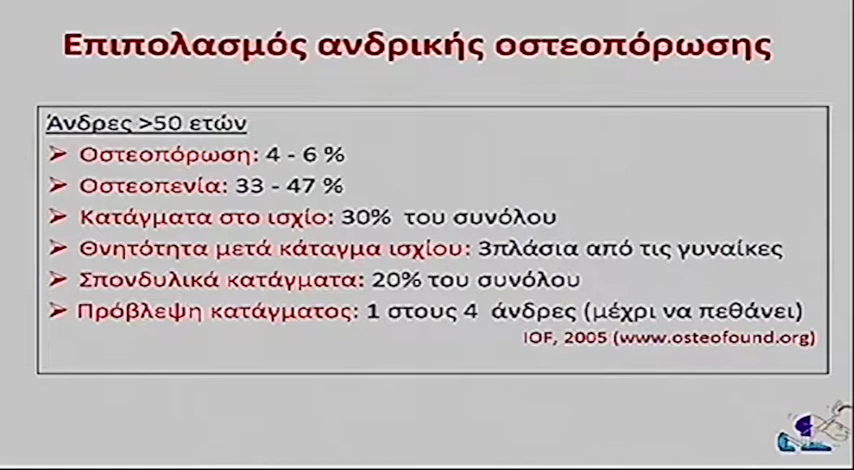 Επιπολασμός ανδρικής οστεοπόρωσης
Άνδρες >50 ετών
➢ Οστεοπόρωση: 4 - 6 %
➢ Οστεοπενία: 33 - 47 %
➢ Κατάγματα στο ισχίο: 30% του συνόλου
➢ Θνητότητα μετά κάταγμα ισχίου: 3πλάσια από τις γυναίκες
➢ Σπονδυλικά κατάγματα: 20% του συνόλου
➢ Πρόβλεψη κατάγματος: 1 στους 4 άνδρες (μέχρι να πεθάνει)
IOF, 2005 (www.osteofound.org)